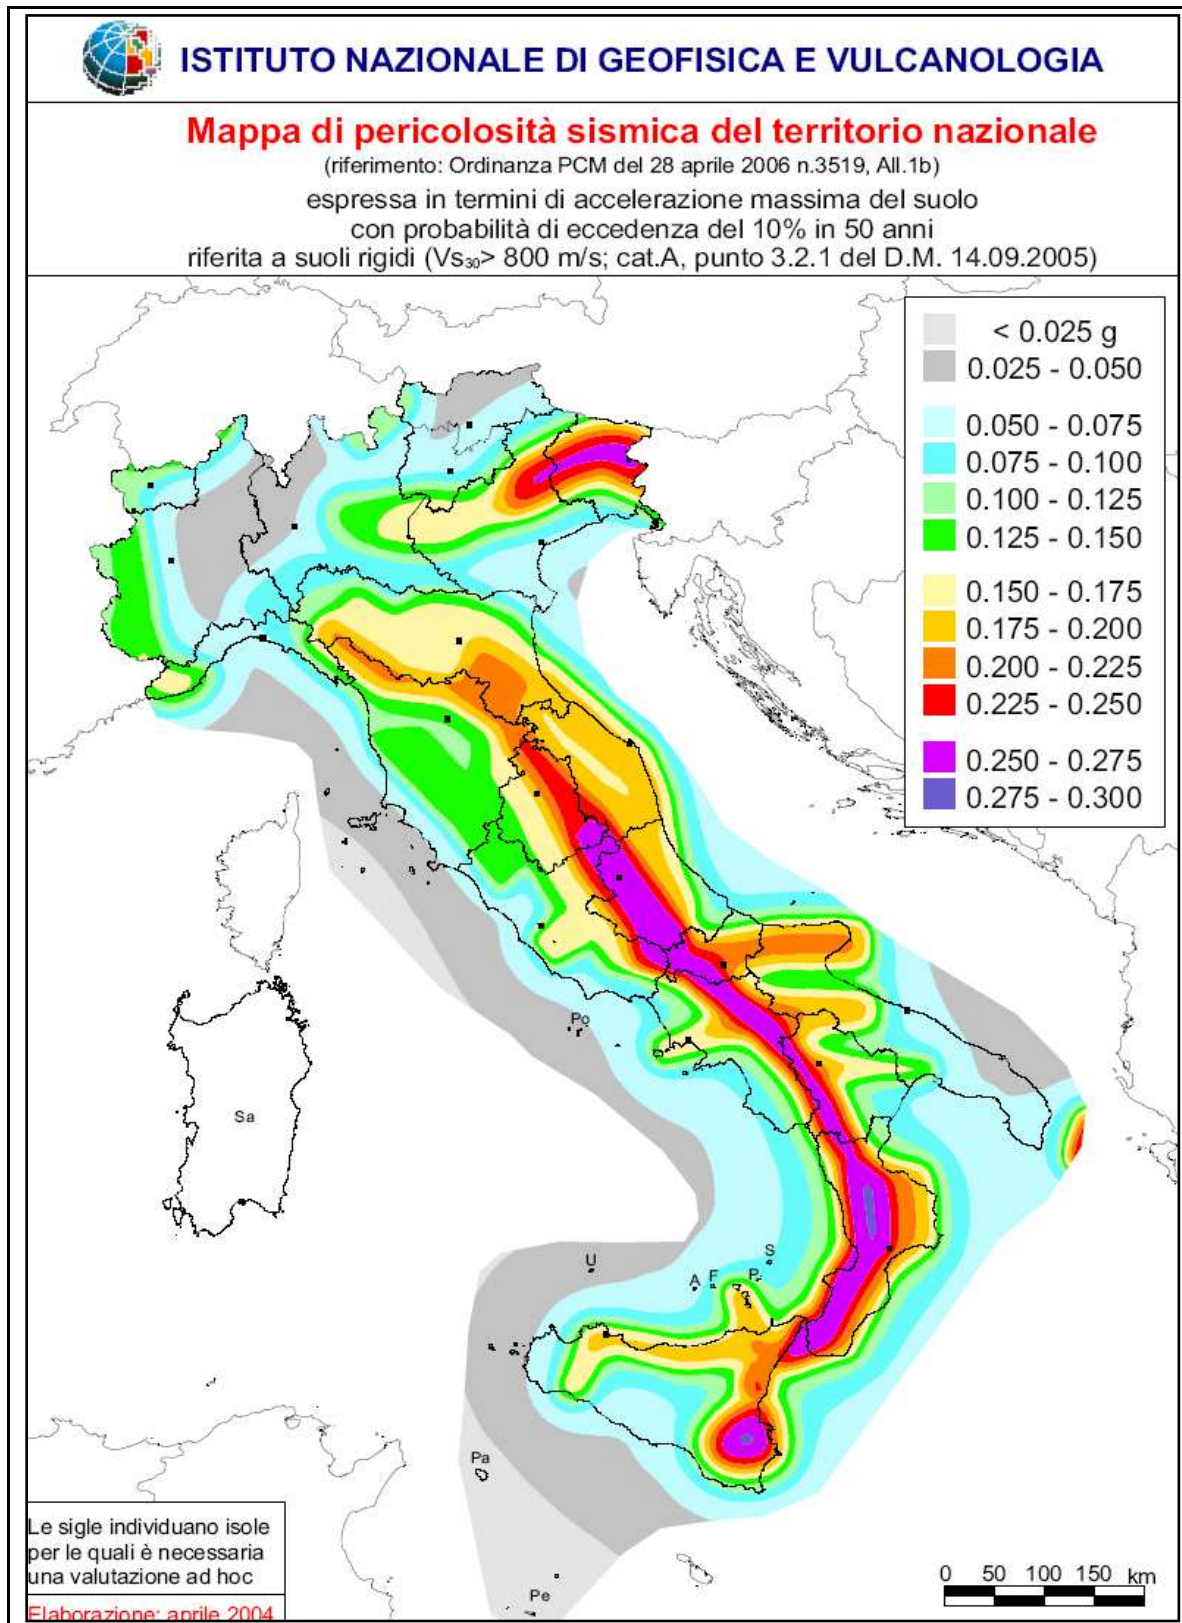 ISTITUTO NAZIONALE DI GEOFISICA E VULCANOLOGIA
Mappa di pericolosità sismica del territorio nazionale
(riferimento: Ordinanza PCM del 28 aprile 2006 n.3519, All.1b)
espressa in termini di accelerazione massima del suolo
con probabilità di eccedenza del 10% in 50 anni
riferita a suoli rigidi (Vs₃₀> 800 m/s; cat.A, punto 3.2.1 del D.M. 14.09.2005)
< 0.025 g
0.025 - 0.050
0.050 - 0.075
0.075 - 0.100
0.100 - 0.125
0.125 - 0.150
0.150 - 0.175
0.175 - 0.200
0.200 - 0.225
0.225 - 0.250
0.250 - 0.275
0.275 - 0.300
Po
Sa
U
S
A F P
Pa
Pe
Le sigle individuano isole
per le quali è necessaria
una valutazione ad hoc
Elaborazione: aprile 2004
0 50 100 150 km